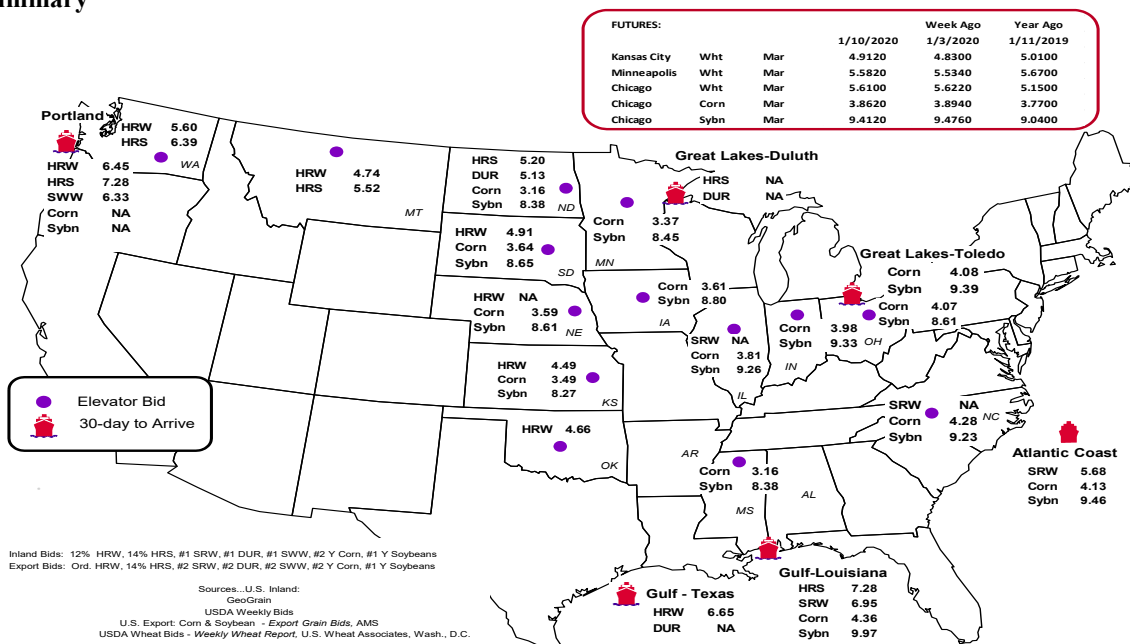 mmary
FUTURES: Week Ago Year Ago
1/10/2020 1/3/2020 1/11/2019
Kansas City Wht Mar 4.9120 4.8300 5.0100
Minneapolis Wht Mar 5.5820 5.5340 5.6700
Chicago Wht Mar 5.6100 5.6220 5.1500
Chicago Corn Mar 3.8620 3.8940 3.7700
Chicago Sybn Mar 9.4120 9.4760 9.0400
Portland
HRW 6.45
HRS 7.28
SWW 6.33
Corn NA
Sybn NA
HRW 5.60
HRS 6.39
WA
HRW 4.74
HRS 5.52
MT
HRS 5.20
DUR 5.13
Corn 3.16
Sybn 8.38
ND
HRW 4.91
Corn 3.64
Sybn 8.65
SD
HRW NA
Corn 3.59
Sybn 8.61
NE
HRW 4.49
Corn 3.49
Sybn 8.27
KS
HRW 4.66
OK
Corn 3.37
Sybn 8.45
MN
Great Lakes-Duluth
HRS NA
DUR NA
Corn 3.61
Sybn 8.80
IA
SRW NA
Corn 3.81
Sybn 9.26
IL
Corn 3.98
Sybn 9.33
IN
Great Lakes-Toledo
Corn 4.08
Sybn 9.39
Corn 4.07
Sybn 8.61
OH
SRW NA
Corn 4.28
Sybn 9.23
NC
Atlantic Coast
SRW 5.68
Corn 4.13
Sybn 9.46
AR
Corn 3.16
Sybn 8.38
MS
AL
Gulf-Louisiana
HRS 7.28
SRW 6.95
Corn 4.36
Sybn 9.97
Gulf - Texas
HRW 6.65
DUR NA
Elevator Bid
30-day to Arrive
Inland Bids: 12% HRW, 14% HRS, #1 SRW, #1 DUR, #1 SWW, #2 Y Corn, #1 Y Soybeans
Export Bids: Ord. HRW, 14% HRS, #2 SRW, #2 DUR, #2 SWW, #2 Y Corn, #1 Y Soybeans
Sources...U.S. Inland:
GeoGrain
USDA Weekly Bids
U.S. Export: Corn & Soybean - Export Grain Bids, AMS
USDA Wheat Bids - Weekly Wheat Report, U.S. Wheat Associates, Wash., D.C.